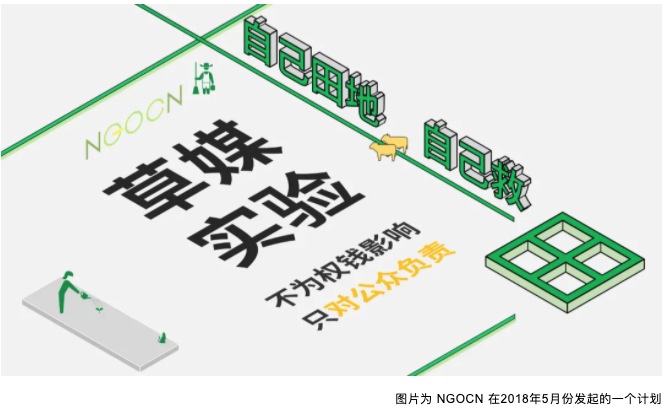 自己田地
自己救
NGOCN
草媒
实验
不为权钱影响
只对公众负责
图片为 NGOCN 在2018年5月份发起的一个计划